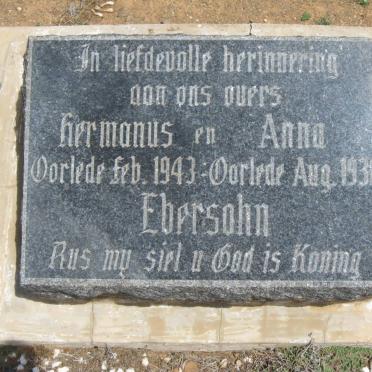 In liefdevolle herinnering
aan ons ouers
Hermanus en Anna
Oorlede Feb. 1943 - Oorlede Aug.
Ebersohn
Rus my siel u God is Koning